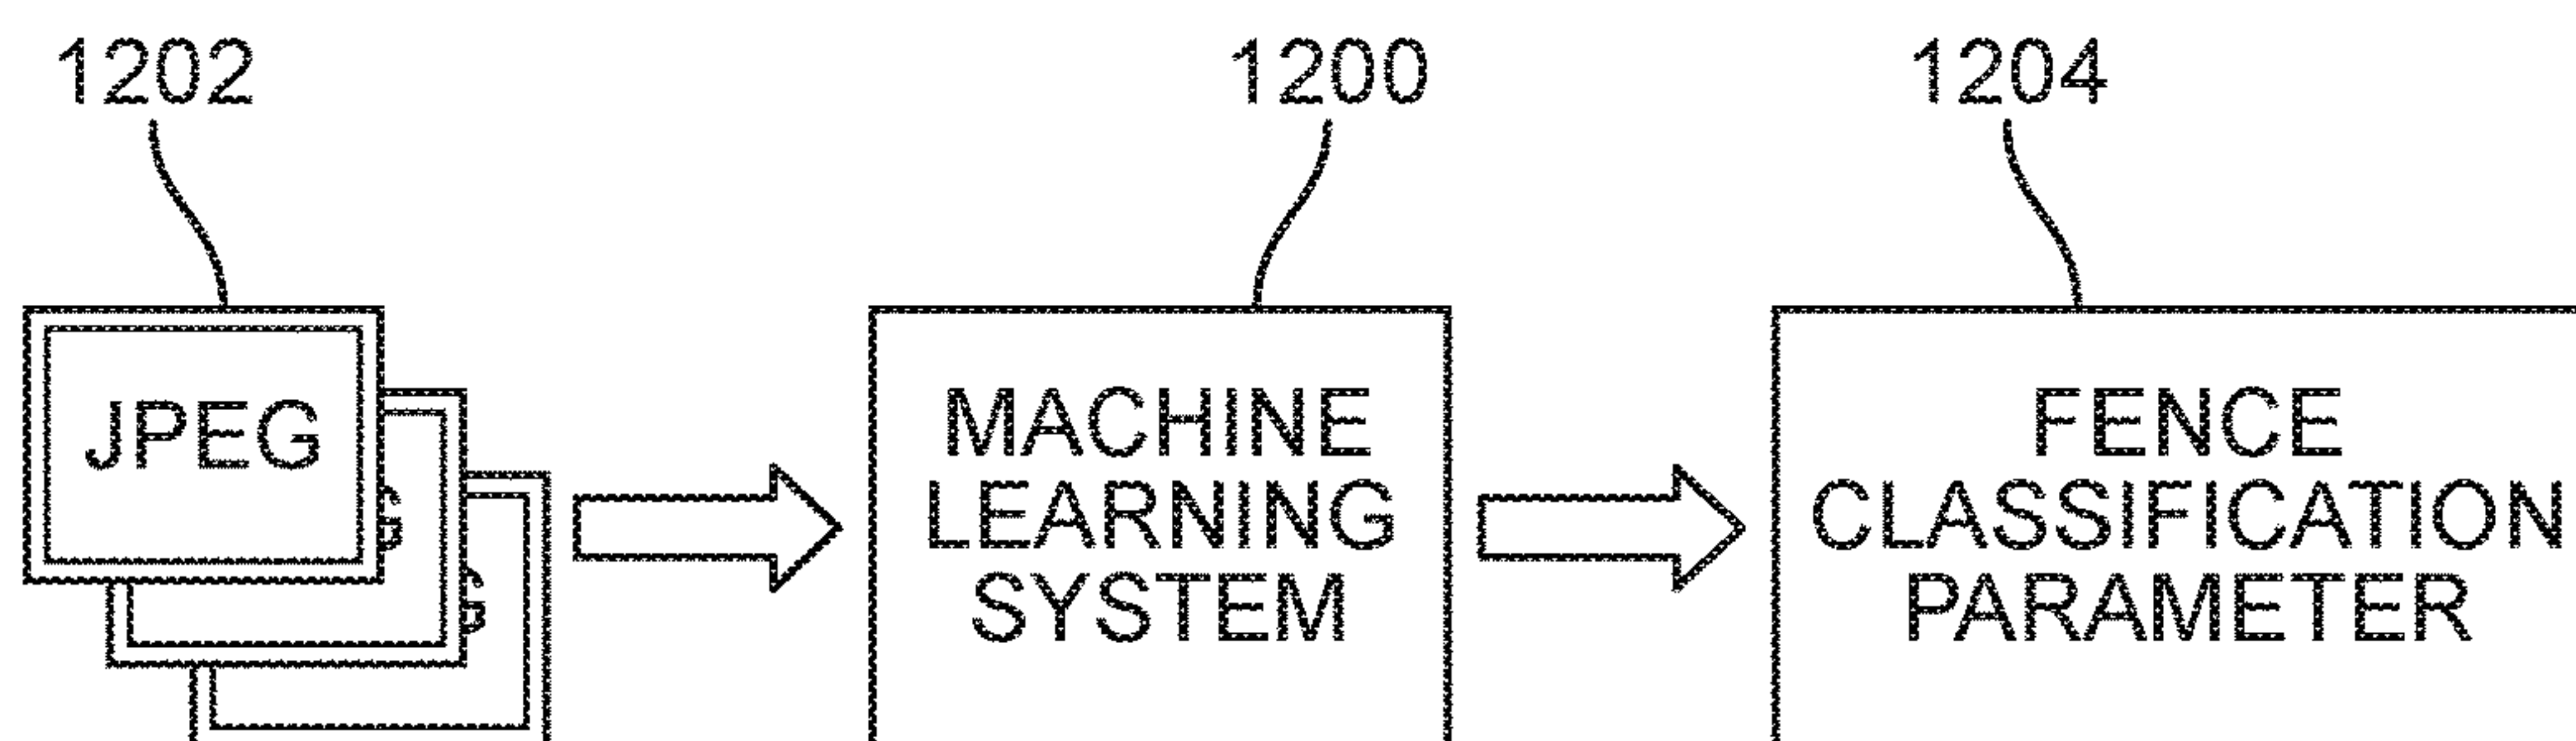 1202
1200
1204
JPEG
G
G
MACHINE
LEARNING
SYSTEM
FENCE
CLASSIFICATION
PARAMETER